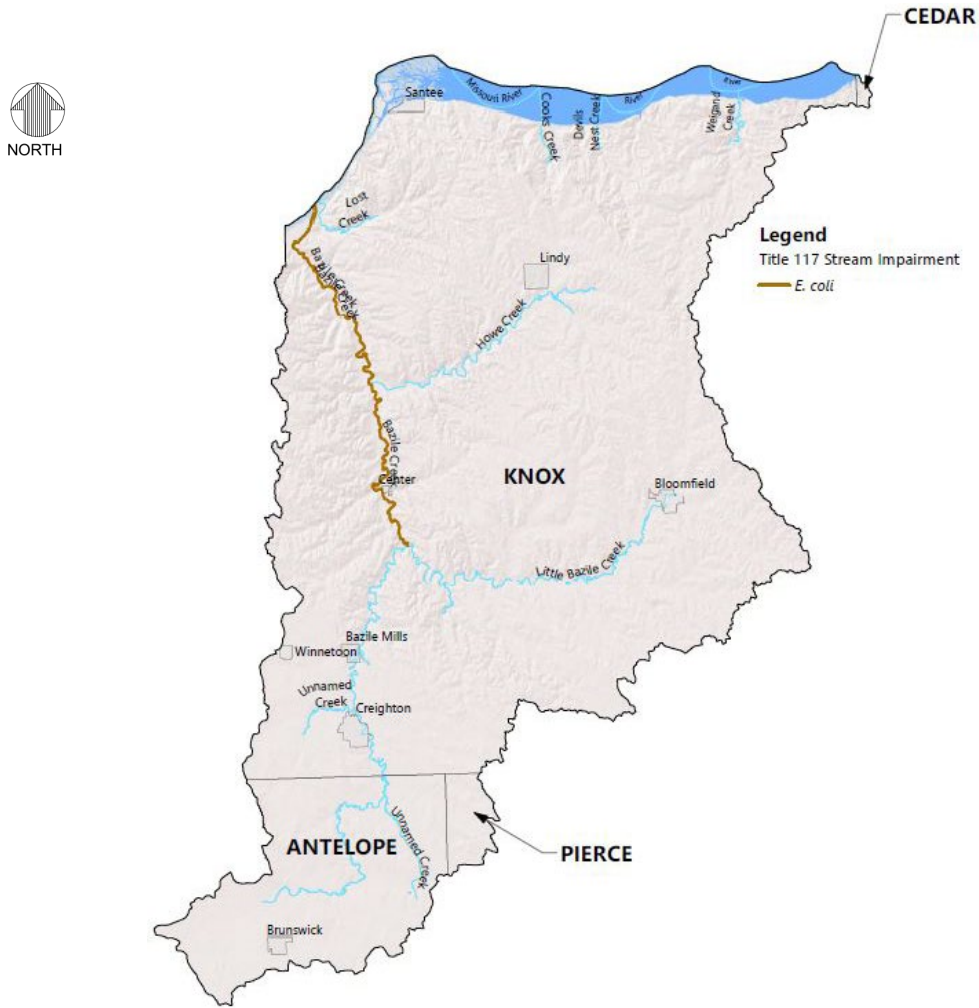 CEDAR
NORTH
Santee
Missouri River
Cooks Creek
Devils
Nest Creek
River
Weigand
Creek
River
Lost
Creek
Legend
Title 117 Stream Impairment
E. coli
Bazile Creek
Bazile Creek
Lindy
Howe Creek
Bazile Creek
Center
KNOX
Bloomfield
Little Bazile Creek
Bazile Mills
Winnetoon
Unnamed
Creek
Creighton
Unnamed Creek
ANTELOPE
PIERCE
Brunswick